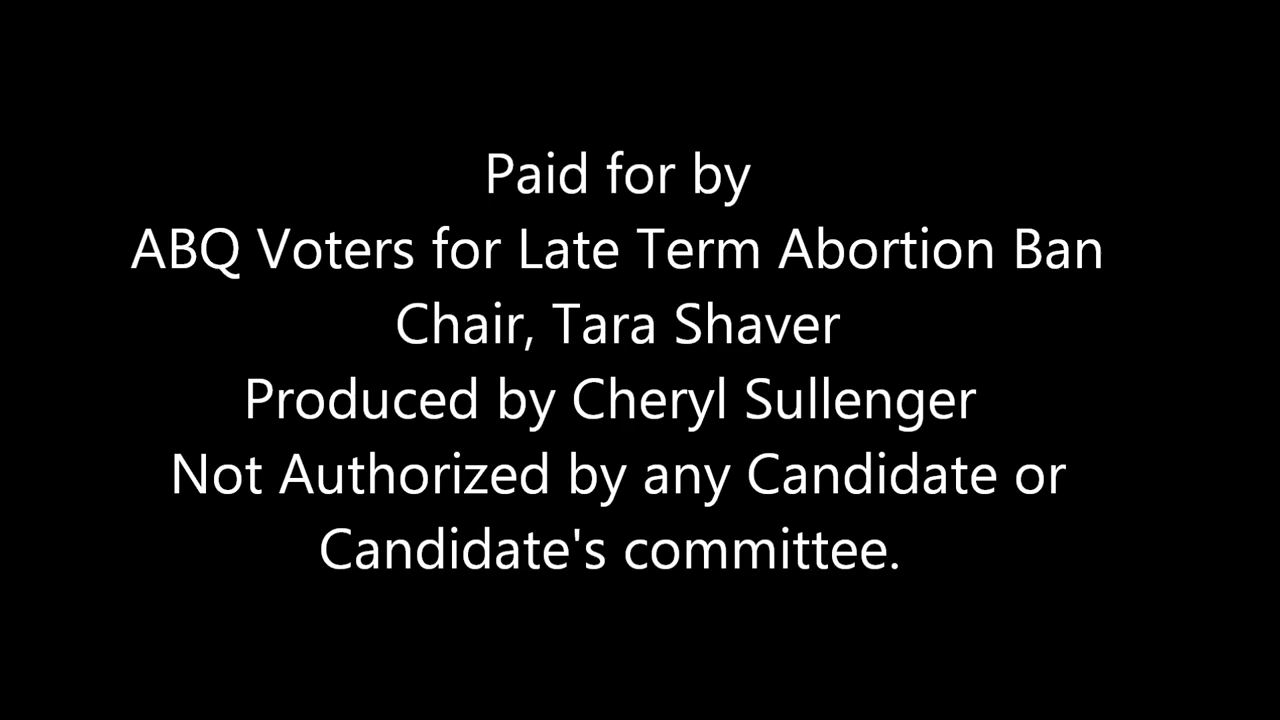 Paid for by
ABQ Voters for Late Term Abortion Ban
Chair, Tara Shaver
Produced by Cheryl Sullenger
Not Authorized by any Candidate or
Candidate's committee.